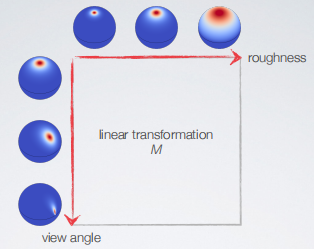 roughness
linear transformation
M
view angle